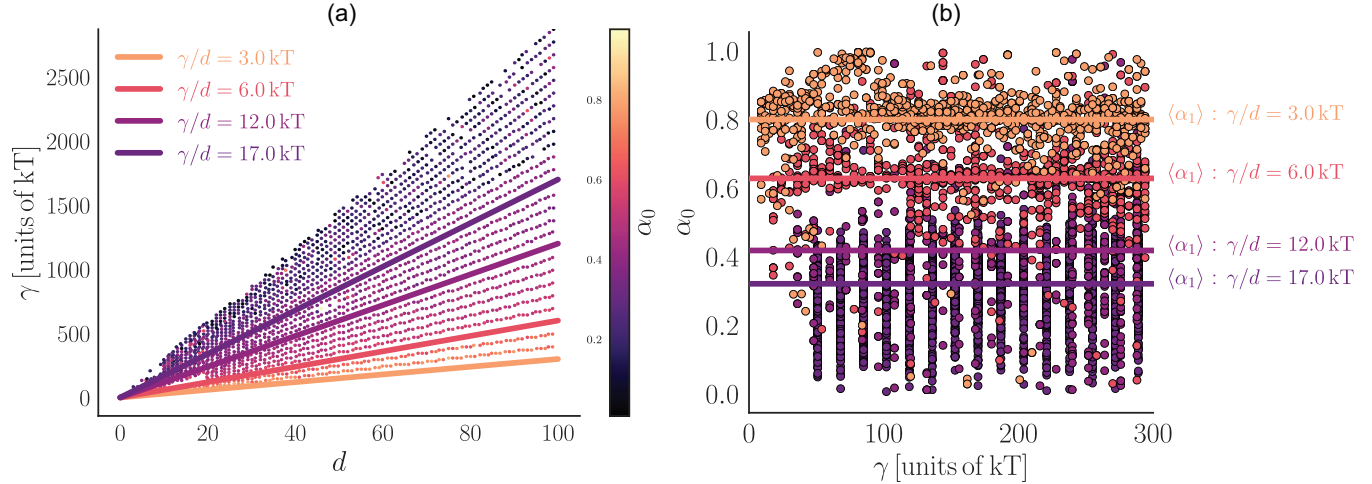 (a)
γ/d = 3.0 kT
γ/d = 6.0 kT
γ/d = 12.0 kT
γ/d = 17.0 kT
γ [units of kT]
2500
2000
1500
1000
500
0
0 20 40 60 80 100
d
0.8
0.6
0.4
0.2
α₀
(b)
α₀
1.0
0.8
0.6
0.4
0.2
0.0
0 100 200 300
γ [units of kT]
⟨α₁⟩ : γ/d = 3.0 kT
⟨α₁⟩ : γ/d = 6.0 kT
⟨α₁⟩ : γ/d = 12.0 kT
⟨α₁⟩ : γ/d = 17.0 kT